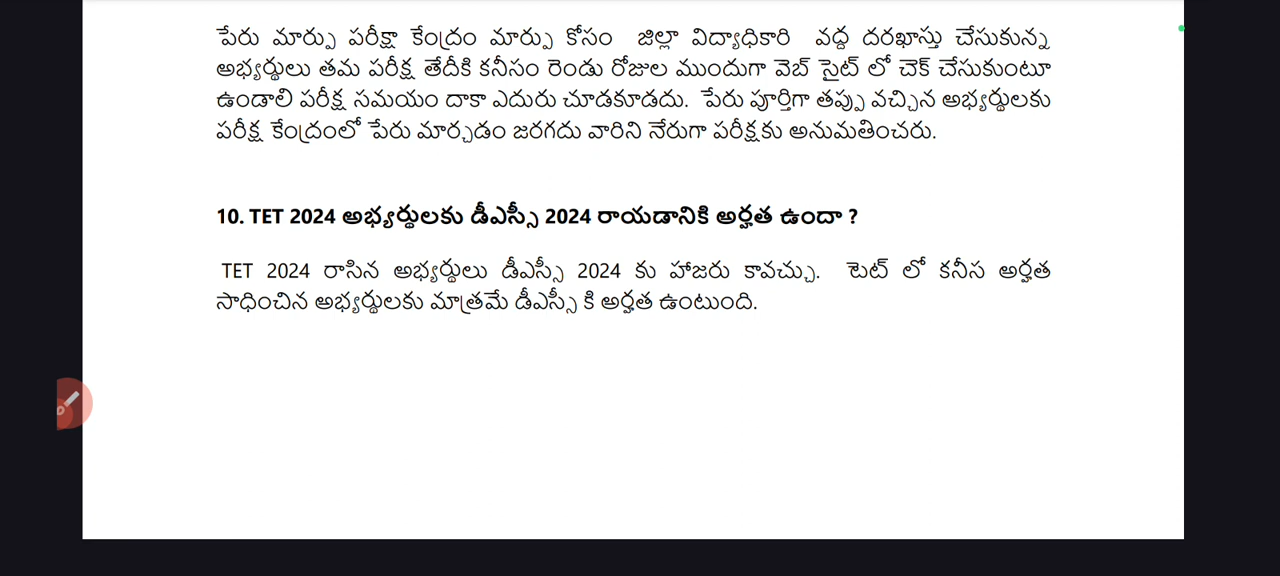 పేరు మార్పు పరీక్షా కేంద్రం మార్పు కోసం జిల్లా విద్యాధికారి వద్ద దరఖాస్తు చేసుకున్న
అభ్యర్థులు తమ పరీక్ష తేదీకి కనీసం రెండు రోజుల ముందుగా వెబ్ సైట్ లో చెక్ చేసుకుంటూ
ఉండాలి పరీక్ష సమయం దాకా ఎదురు చూడకూడదు. పేరు పూర్తిగా తప్పు వచ్చిన అభ్యర్థులకు
పరీక్ష కేంద్రంలో పేరు మార్చడం జరగదు వారిని నేరుగా పరీక్షకు అనుమతించరు.
10. TET 2024 అభ్యర్థులకు డీఎస్సీ 2024 రాయడానికి అర్హత ఉందా ?
TET 2024 రాసిన అభ్యర్థులు డీఎస్సీ 2024 కు హాజరు కావచ్చు. టెట్ లో కనీస అర్హత
సాధించిన అభ్యర్థులకు మాత్రమే డీఎస్సీ కి అర్హత ఉంటుంది.